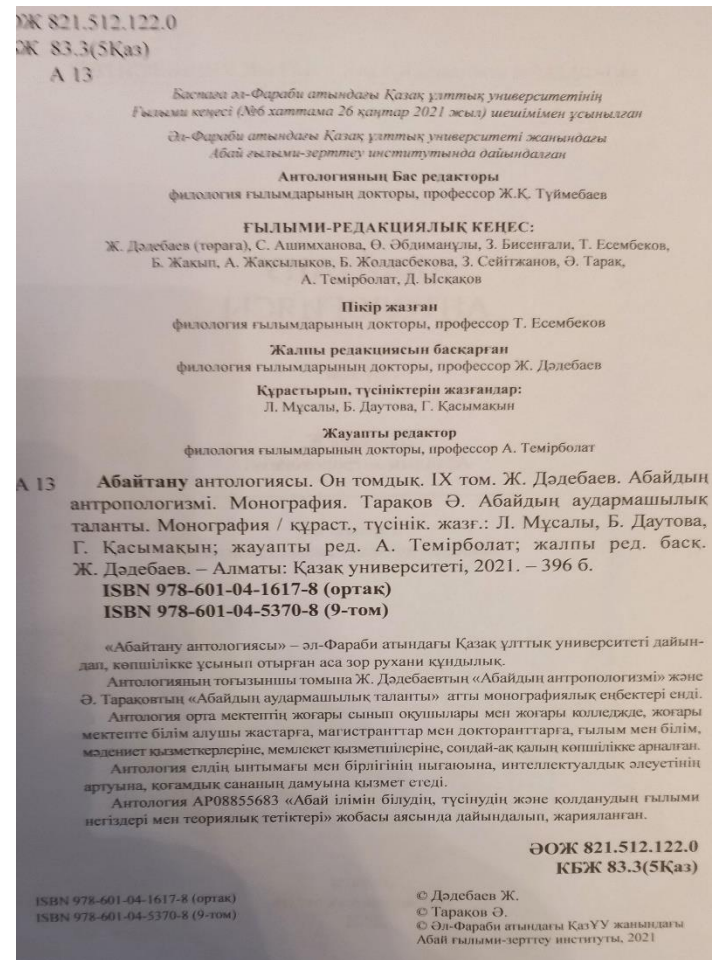 ӘОЖ 821.512.122.0
КБЖ 83.3(5Қаз)
А 13
Баспаға әл-Фараби атындағы Қазақ ұлттық университетінің
Ғылыми кеңесі (№6 хаттама 26 қаңтар 2021 жыл) шешімімен ұсынылған
Әл-Фараби атындағы Қазақ ұлттық университеті жанындағы
Абай ғылыми-зерттеу институтында дайындалған
Антологияның Бас редакторы
филология ғылымдарының докторы, профессор Ж.Қ. Түймебаев
ҒЫЛЫМИ-РЕДАКЦИЯЛЫҚ КЕҢЕС:
Ж. Дәдебаев (төраға), С. Ашимханова, Ө. Әбдиманұлы, З. Бисенғали, Т. Есембеков,
Б. Жақып, А. Жақсылықов, Б. Жолдасбекова, З. Сейітжанов, Ә. Тарақ,
А. Темірболат, Д. Ысқақов
Пікір жазған
филология ғылымдарының докторы, профессор Т. Есембеков
Жалпы редакциясын басқарған
филология ғылымдарының докторы, профессор Ж. Дәдебаев
Құрастырып, түсініктерін жазғандар:
Л. Мұсалы, Б. Даутова, Г. Қасымақын
Жауапты редактор
филология ғылымдарының докторы, профессор А. Темірболат
А 13 Абайтану антологиясы. Он томдық. IX том. Ж. Дәдебаев. Абайдың
антропологизмі. Монография. Тарақов Ә. Абайдың аудармашылық
таланты. Монография / құраст., түсінік. жазғ.: Л. Мұсалы, Б. Даутова,
Г. Қасымақын; жауапты ред. А. Темірболат; жалпы ред. басқ.
Ж. Дәдебаев. – Алматы: Қазақ университеті, 2021. – 396 б.
ISBN 978-601-04-1617-8 (ортақ)
ISBN 978-601-04-5370-8 (9-том)
«Абайтану антологиясы» – әл-Фараби атындағы Қазақ ұлттық университеті дайын-
дап, көпшілікке ұсынып отырған аса зор рухани құндылық.
Антологияның тоғызыншы томына Ж. Дәдебаевтың «Абайдың антропологизмі» және
Ә. Тарақовтың «Абайдың аудармашылық таланты» атты монографиялық еңбектері енді.
Антология орта мектептің жоғары сынып оқушылары мен жоғары колледжде, жоғары
мектепте білім алушы жастарға, магистранттар мен докторанттарға, ғылым мен білім,
мәдениет қызметкерлеріне, мемлекет қызметшілеріне, сондай-ақ қалың көпшілікке арналған.
Антология елдің ынтымағы мен бірлігінің нығаюына, интеллектуалдық әлеуетінің
артуына, қоғамдық сананың дамуына қызмет етеді.
Антология АР08855683 «Абай ілімін білудің, түсінудің және қолданудың ғылыми
негіздері мен теориялық тетіктері» жобасы аясында дайындалып, жарияланған.
ӘОЖ 821.512.122.0
КБЖ 83.3(5Қаз)
ISBN 978-601-04-1617-8 (ортақ)
ISBN 978-601-04-5370-8 (9-том)
© Дәдебаев Ж.
© Тарақов Ә.
© Әл-Фараби атындағы ҚазҰУ жанындағы
Абай ғылыми-зерттеу институты, 2021